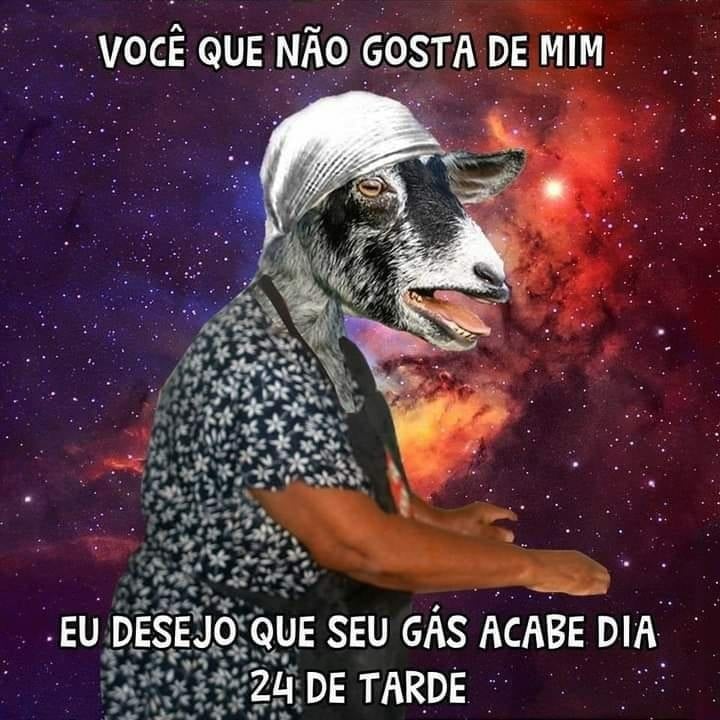 VOCÊ QUE NÃO GOSTA DE MIM
EU DESEJO QUE SEU GÁS ACABE DIA
24 DE TARDE